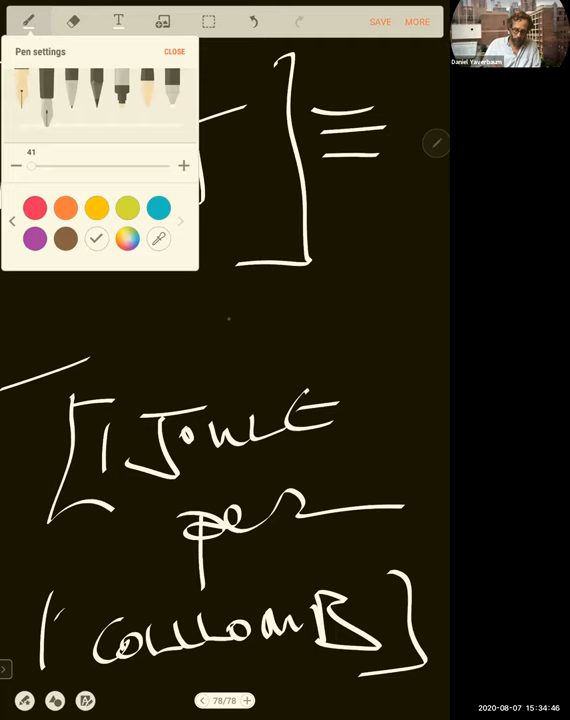 SAVE MORE
Pen settings CLOSE
Daniel Yaverbaum
41
] ≡
[1 Joule
per
1 COULLOMB]
78/78
2020-08-07 15:34:46